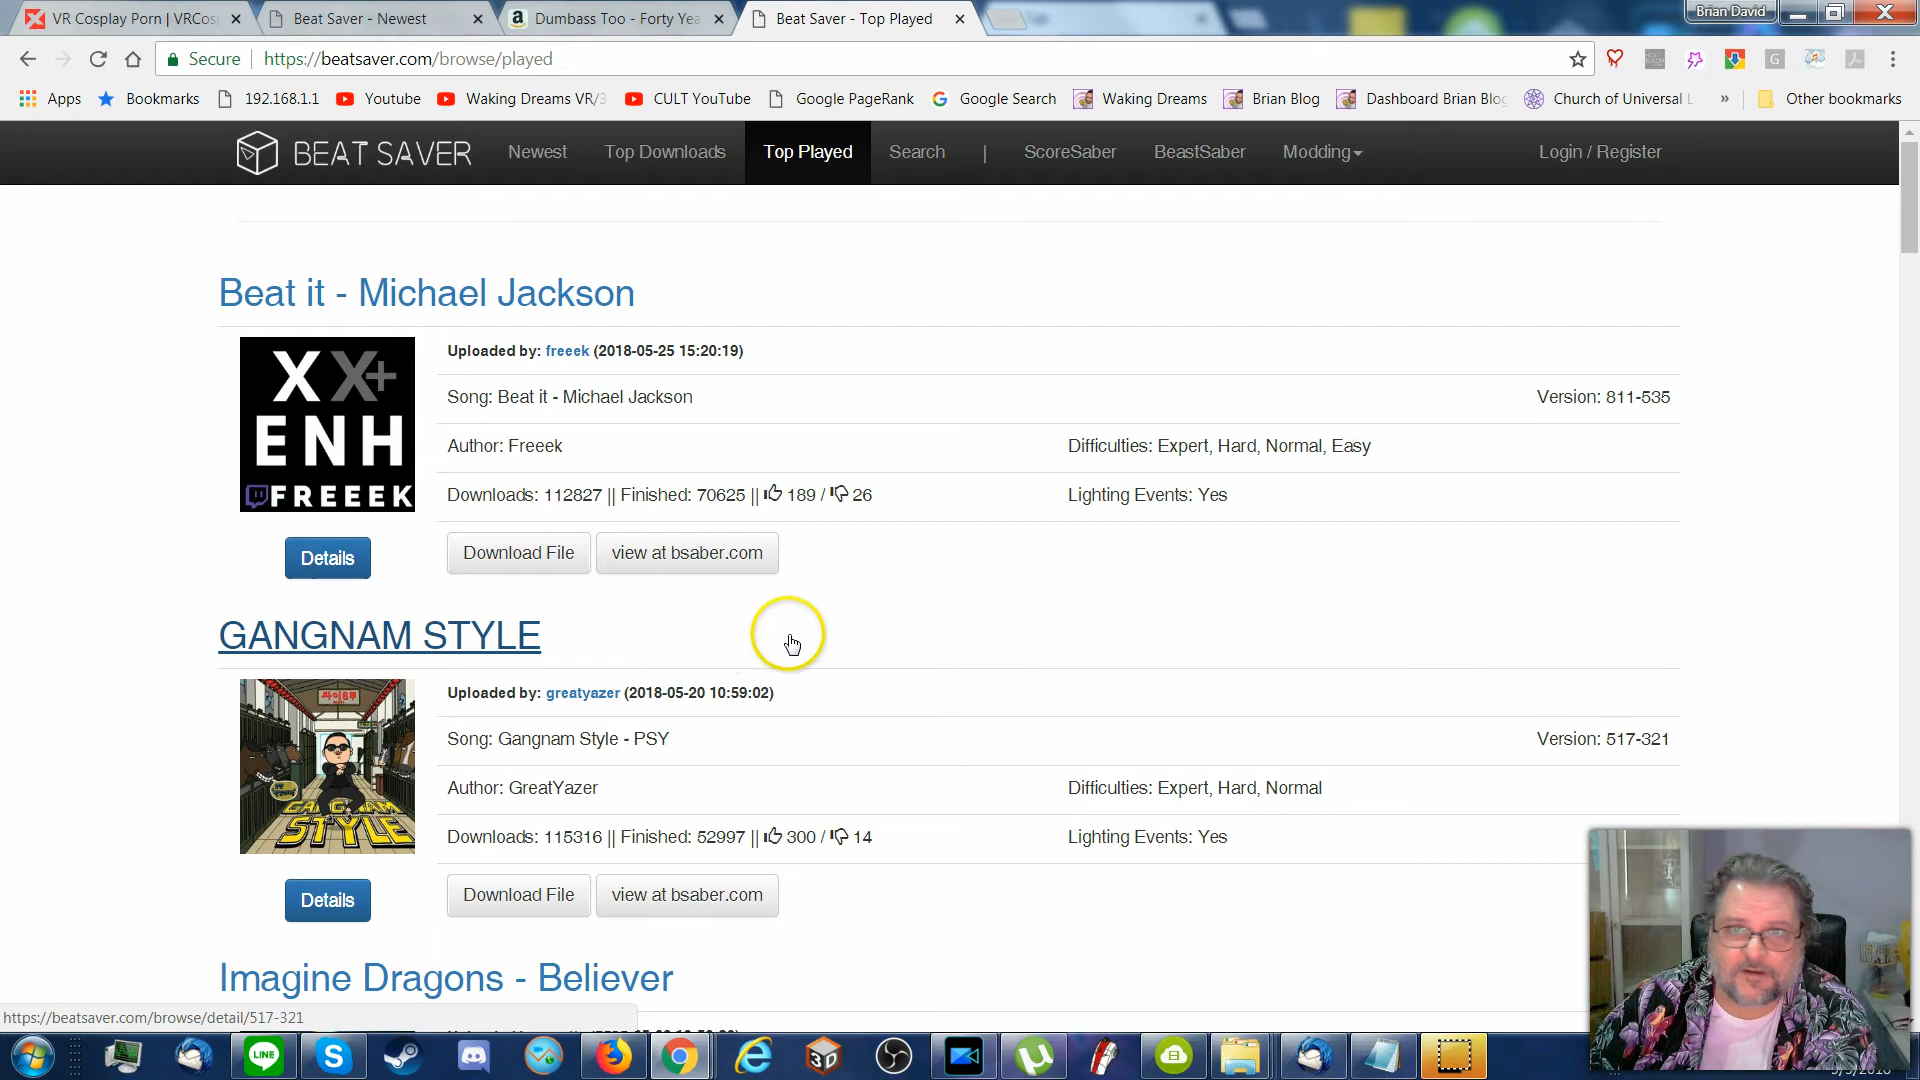 VR Cosplay Porn | VRCos
Beat Saver - Newest
Dumbass Too - Forty Yea
Beat Saver - Top Played
Brian David
Secure
https://beatsaver.com/browse/played
Apps
Bookmarks
192.168.1.1
Youtube
Waking Dreams VR/3
CULT YouTube
Google PageRank
Google Search
Waking Dreams
Brian Blog
Dashboard Brian Blog
Church of Universal L
»
Other bookmarks
BEAT SAVER
Newest
Top Downloads
Top Played
Search
|
ScoreSaber
BeastSaber
Modding
Login / Register
Beat it - Michael Jackson
X X+
ENH
FREEEK
Uploaded by: freeek (2018-05-25 15:20:19)
Song: Beat it - Michael Jackson
Version: 811-535
Author: Freeek
Difficulties: Expert, Hard, Normal, Easy
Downloads: 112827 || Finished: 70625 || 189 / 26
Lighting Events: Yes
Details
Download File
view at bsaber.com
GANGNAM STYLE
GANGNAM
STYLE
Uploaded by: greatyazer (2018-05-20 10:59:02)
Song: Gangnam Style - PSY
Version: 517-321
Author: GreatYazer
Difficulties: Expert, Hard, Normal
Downloads: 115316 || Finished: 52997 || 300 / 14
Lighting Events: Yes
Details
Download File
view at bsaber.com
Imagine Dragons - Believer
https://beatsaver.com/browse/detail/517-321
LINE
3D